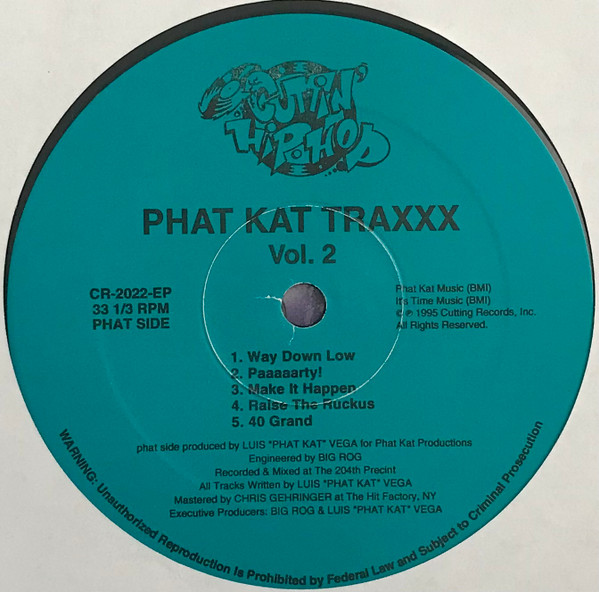 CUTTIN'
HIPHOP
PHAT KAT TRAXXX
Vol. 2
CR-2022-EP
33 1/3 RPM
PHAT SIDE
Phat Kat Music (BMI)
It's Time Music (BMI)
© ℗ 1995 Cutting Records, Inc.
All Rights Reserved.
1. Way Down Low
2. Paaaaarty!
3. Make It Happen
4. Raise The Ruckus
5. 40 Grand
phat side produced by LUIS "PHAT KAT" VEGA for Phat Kat Productions
Engineered by BIG ROG
Recorded & Mixed at The 204th Precint
All Tracks Written by LUIS "PHAT KAT" VEGA
Mastered by CHRIS GEHRINGER at The Hit Factory, NY
Executive Producers: BIG ROG & LUIS "PHAT KAT" VEGA
WARNING: Unauthorized Reproduction Is Prohibited by Federal Law and Subject to Criminal Prosecution